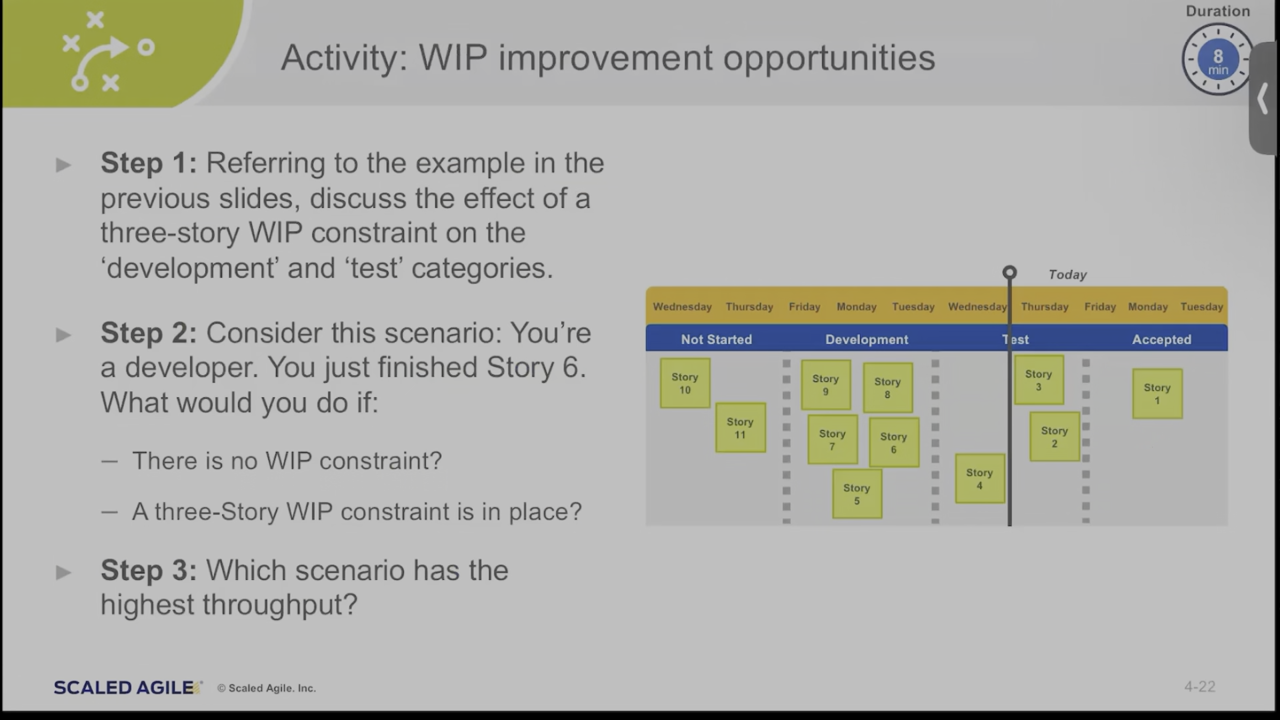 Duration
8
min
Activity: WIP improvement opportunities
Step 1: Referring to the example in the
previous slides, discuss the effect of a
three-story WIP constraint on the
‘development’ and ‘test’ categories.
Step 2: Consider this scenario: You’re
a developer. You just finished Story 6.
What would you do if:
– There is no WIP constraint?
– A three-Story WIP constraint is in place?
Step 3: Which scenario has the
highest throughput?
Today
Wednesday Thursday Friday Monday Tuesday Wednesday Thursday Friday Monday Tuesday
Not Started Development Test Accepted
Story
10
Story
11
Story
9
Story
8
Story
7
Story
6
Story
5
Story
4
Story
3
Story
2
Story
1
SCALED AGILE
© Scaled Agile. Inc.
4-22